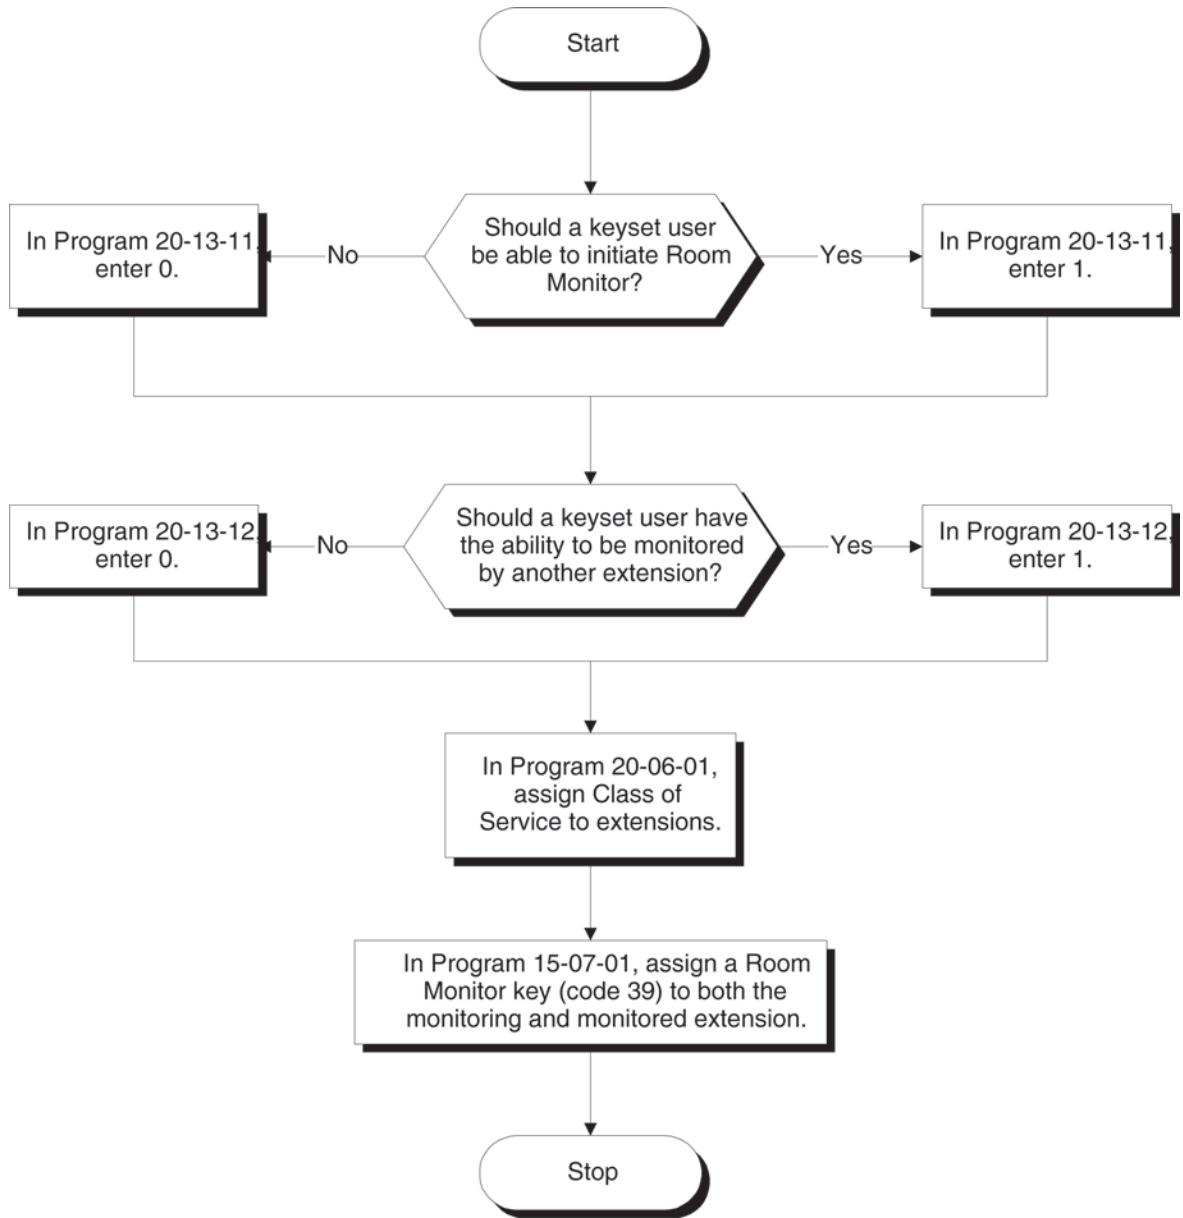 Start
Should a keyset user
be able to initiate Room
Monitor?
No
In Program 20-13-11,
enter 0.
Yes
In Program 20-13-11,
enter 1.
Should a keyset user have
the ability to be monitored
by another extension?
No
In Program 20-13-12,
enter 0.
Yes
In Program 20-13-12,
enter 1.
In Program 20-06-01,
assign Class of
Service to extensions.
In Program 15-07-01, assign a Room
Monitor key (code 39) to both the
monitoring and monitored extension.
Stop